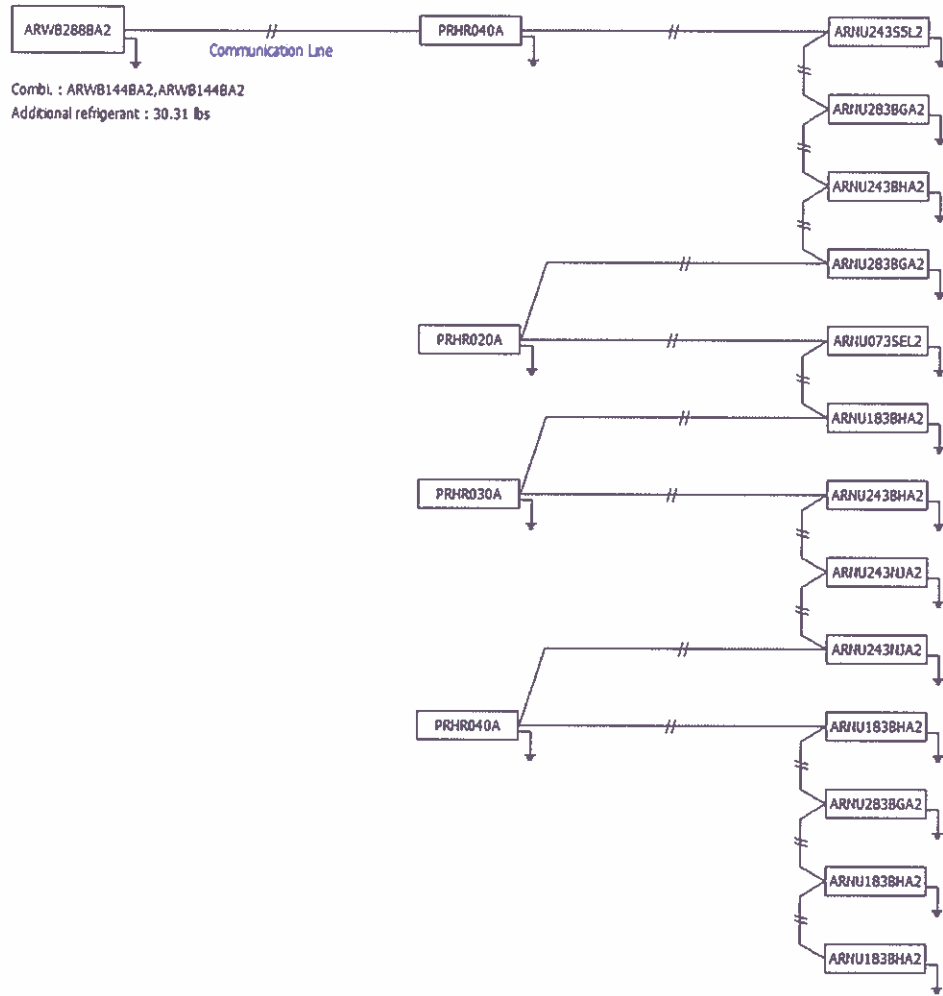 ARWB288BA2
PRHR040A
ARNU243SSL2
Communication Line
Combi. : ARWB144BA2,ARWB144BA2
Additional refrigerant : 30.31 lbs
ARNU283BGA2
ARNU243BHA2
ARNU283BGA2
PRHR020A
ARNU073SEL2
ARNU183BHA2
PRHR030A
ARNU243BHA2
ARNU243NJA2
ARNU243NJA2
PRHR040A
ARNU183BHA2
ARNU283BGA2
ARNU183BHA2
ARNU183BHA2